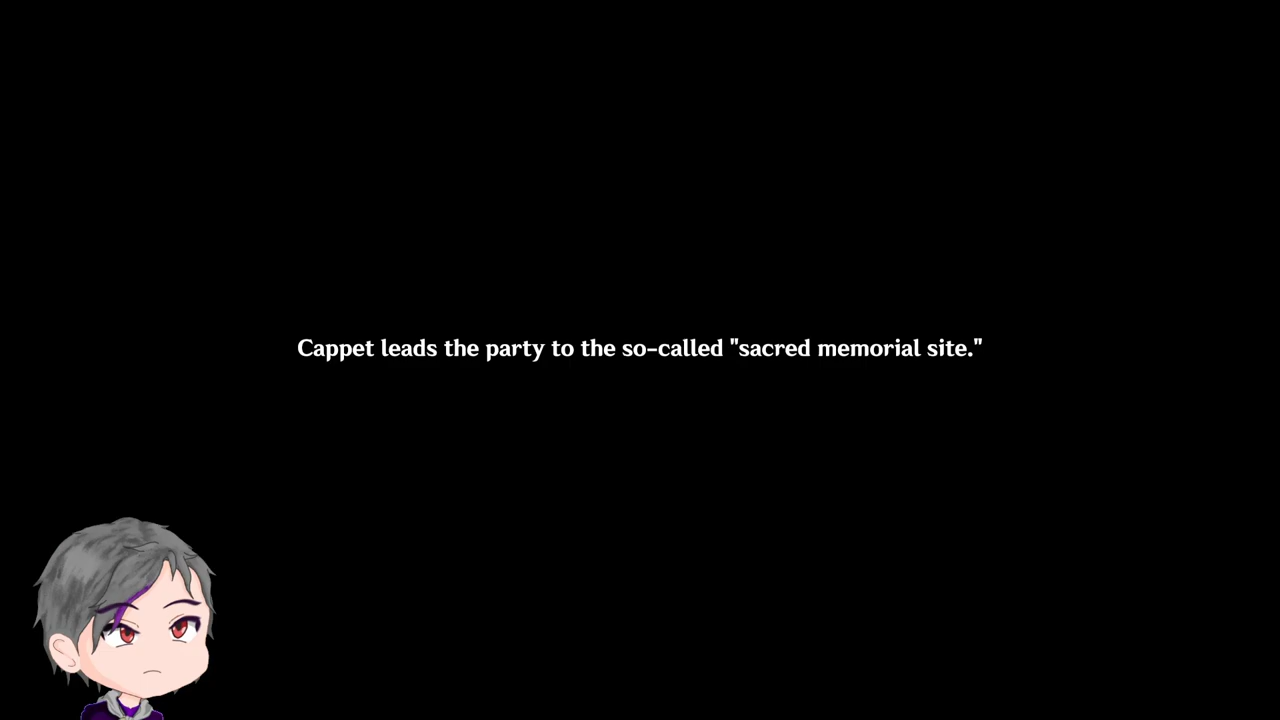 Cappet leads the party to the so-called "sacred memorial site."